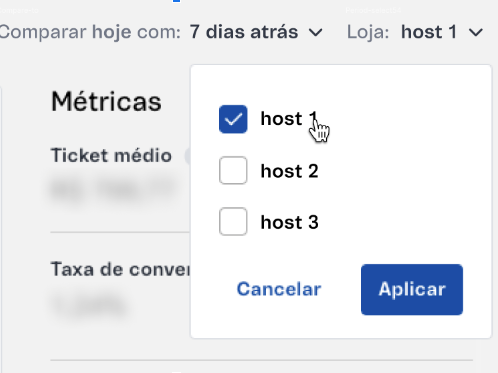 Comparar hoje com: 7 dias atrás Loja: host 1
Métricas
host 1
Ticket médio
host 2
host 3
Taxa de conver
Cancelar Aplicar